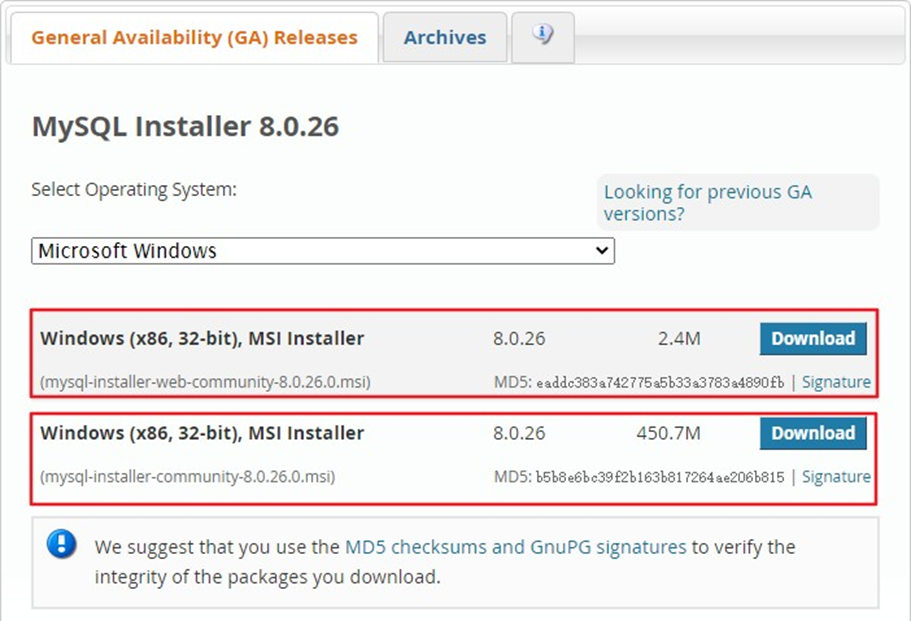 General Availability (GA) Releases
Archives
MySQL Installer 8.0.26
Select Operating System:
Looking for previous GA
versions?
Microsoft Windows
Windows (x86, 32-bit), MSI Installer 8.0.26 2.4M Download
(mysql-installer-web-community-8.0.26.0.msi) MD5: eaddc383a742775a5b33a3783a4890fb | Signature
Windows (x86, 32-bit), MSI Installer 8.0.26 450.7M Download
(mysql-installer-community-8.0.26.0.msi) MD5: b5b8e6bc39f2b163b817264ae206b815 | Signature
We suggest that you use the MD5 checksums and GnuPG signatures to verify the
integrity of the packages you download.